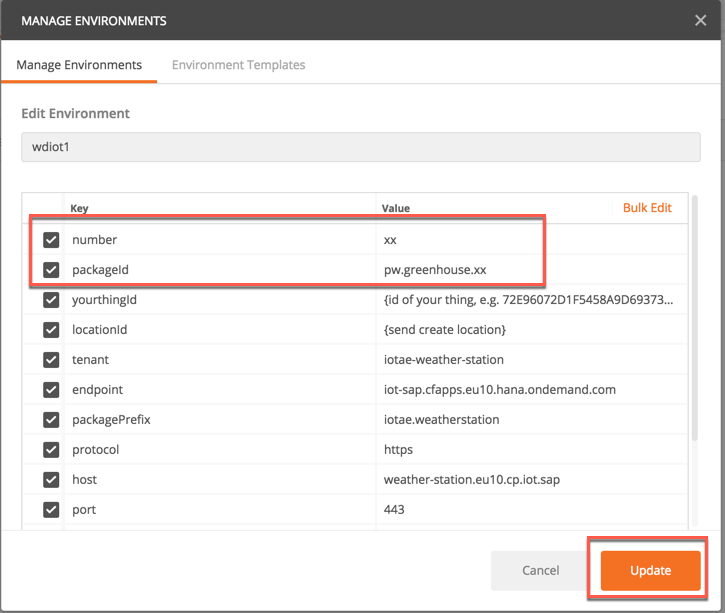 MANAGE ENVIRONMENTS
Manage Environments Environment Templates
Edit Environment
wdiot1
Key Value Bulk Edit
number xx
packageId pw.greenhouse.xx
yourthingId {id of your thing, e.g. 72E96072D1F5458A9D69373...
locationId {send create location}
tenant iotae-weather-station
endpoint iot-sap.cfapps.eu10.hana.ondemand.com
packagePrefix iotae.weatherstation
protocol https
host weather-station.eu10.cp.iot.sap
port 443
Cancel Update